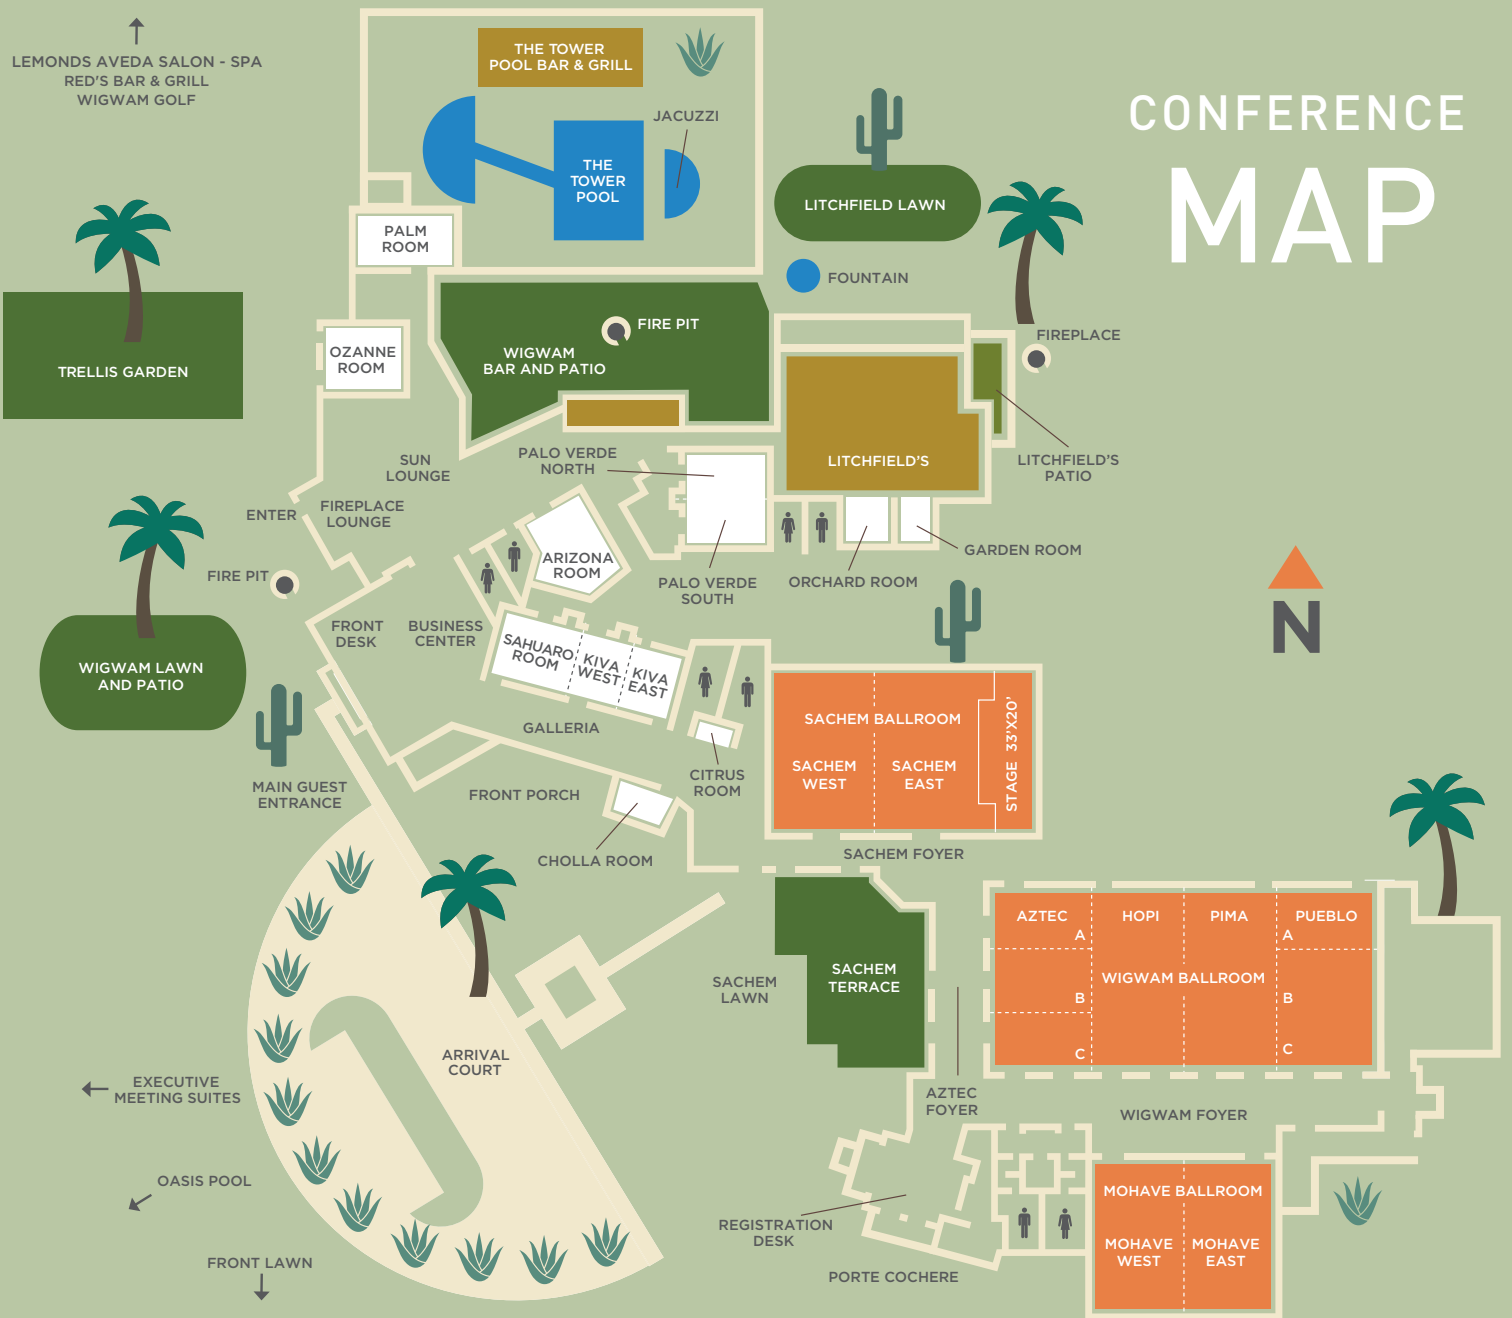 LEMONDS AVEDA SALON - SPA
RED'S BAR & GRILL
WIGWAM GOLF
THE TOWER
POOL BAR & GRILL
JACUZZI
THE
TOWER
POOL
CONFERENCE
MAP
LITCHFIELD LAWN
PALM
ROOM
FOUNTAIN
FIRE PIT
FIREPLACE
TRELLIS GARDEN
OZANNE
ROOM
WIGWAM
BAR AND PATIO
SUN
LOUNGE
PALO VERDE
NORTH
LITCHFIELD'S
LITCHFIELD'S
PATIO
ENTER
FIREPLACE
LOUNGE
ARIZONA
ROOM
GARDEN ROOM
FIRE PIT
PALO VERDE
SOUTH
ORCHARD ROOM
N
FRONT
DESK
BUSINESS
CENTER
SAHUARO
ROOM
KIVA
WEST
KIVA
EAST
WIGWAM LAWN
AND PATIO
GALLERIA
SACHEM BALLROOM
SACHEM
WEST
SACHEM
EAST
STAGE 33'X20'
MAIN GUEST
ENTRANCE
FRONT PORCH
CITRUS
ROOM
CHOLLA ROOM
SACHEM FOYER
AZTEC
HOPI
PIMA
PUEBLO
A
A
WIGWAM BALLROOM
B
B
C
C
SACHEM
LAWN
SACHEM
TERRACE
ARRIVAL
COURT
EXECUTIVE
MEETING SUITES
AZTEC
FOYER
WIGWAM FOYER
OASIS POOL
MOHAVE BALLROOM
MOHAVE
WEST
MOHAVE
EAST
REGISTRATION
DESK
FRONT LAWN
PORTE COCHERE